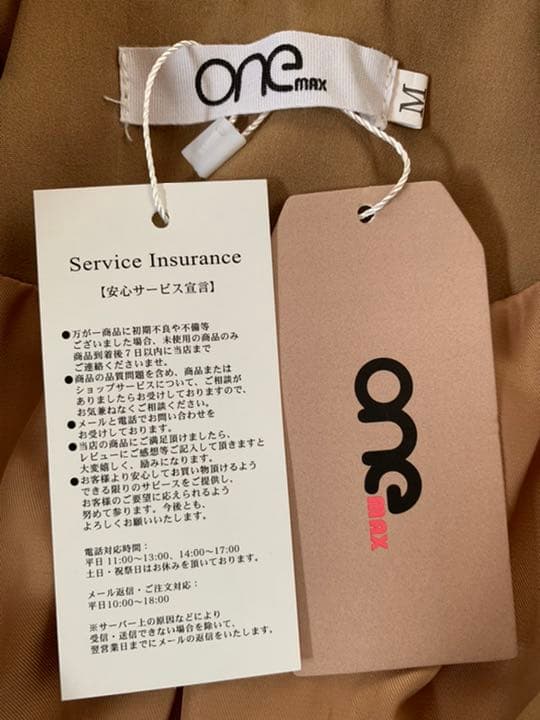 one MAX
M
Service Insurance
【安心サービス宣言】
●万が一商品に初期不良や不備等
ございました場合、未使用の商品のみ
商品到着後7日以内に当店まで
ご連絡くださいませ。
●商品の品質問題を含め、商品または
ショップサービスについて、ご相談が
ありましたらお受けしておりますので、
お気兼ねなくご相談ください。
●メールと電話でお問い合わせを
お受けしております。
●当店の商品にご満足頂けましたら、
レビューにご感想等ご記入して頂きますと
大変嬉しく、励みになります。
●お客様より安心してお買い物頂けるよう
できる限りのサビースをご提供し、
お客様のご要望に応えられるよう
努めて参ります。今後とも、
よろしくお願いいたします。
電話対応時間：
平日 11:00〜13:00、14:00〜17:00
土日・祝祭日はお休みを頂いております。
メール返信・ご注文対応：
平日10:00〜18:00
※サーバー上の原因などにより
受信・送信できない場合を除いて、
翌営業日までにメールの返信をいたします。
one
MAX